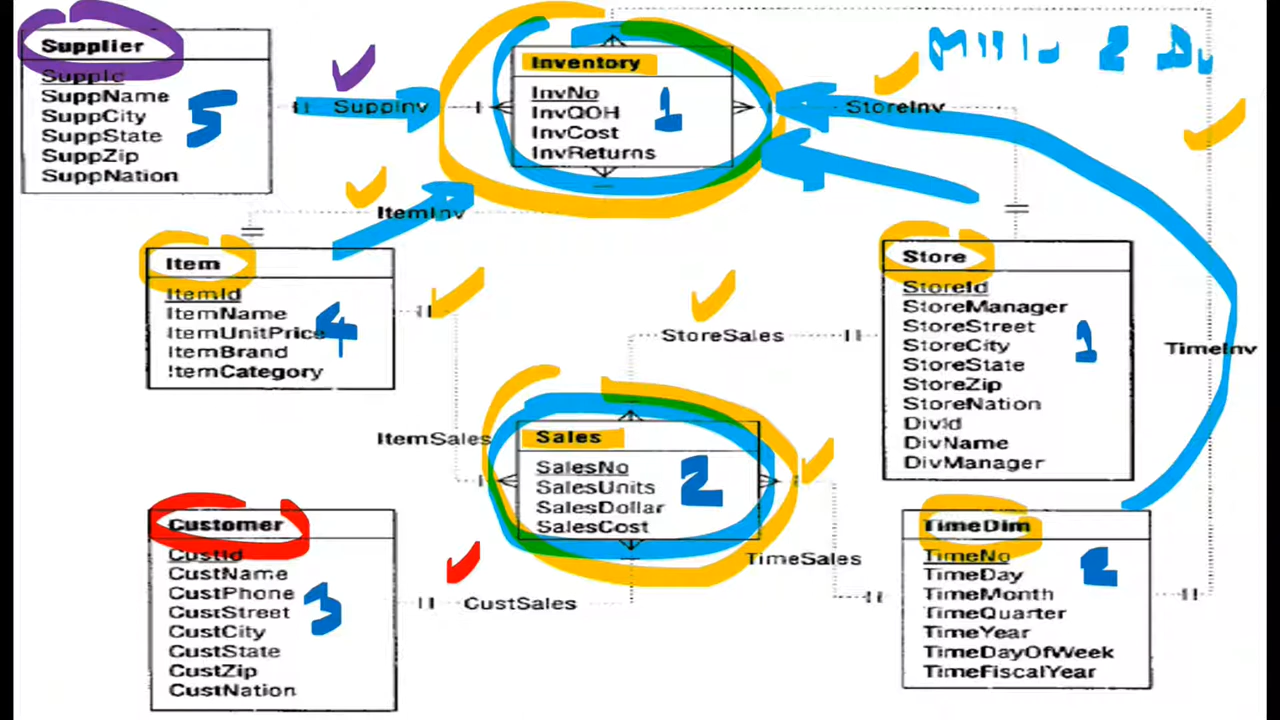 Supplier
SuppId
SuppName
SuppCity
SuppState
SuppZip
SuppNation
5
SuppInv
Inventory
InvNo
InvQOH
InvCost
InvReturns
1
StoreInv
ItemInv
Item
ItemId
ItemName
ItemUnitPrice
ItemBrand
ItemCategory
4
StoreSales
Store
StoreId
StoreManager
StoreStreet
StoreCity
StoreState
StoreZip
StoreNation
DivId
DivName
DivManager
1
TimeInv
ItemSales
Sales
SalesNo
SalesUnits
SalesDollar
SalesCost
2
TimeSales
Customer
CustId
CustName
CustPhone
CustStreet
CustCity
CustState
CustZip
CustNation
3
CustSales
TimeDim
TimeNo
TimeDay
TimeMonth
TimeQuarter
TimeYear
TimeDayOfWeek
TimeFiscalYear
2